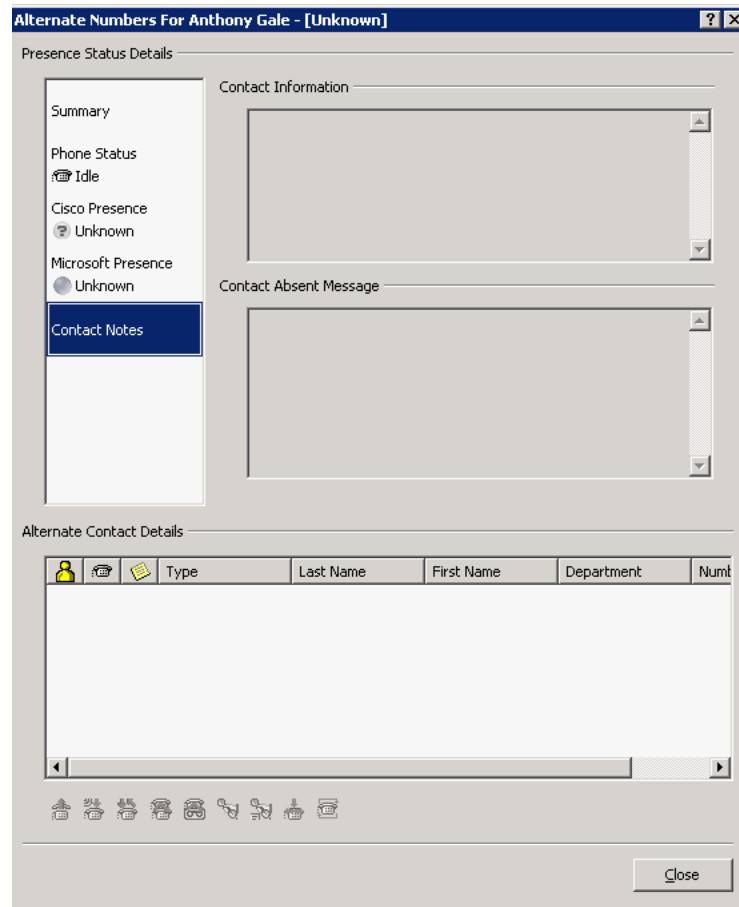 Alternate Numbers For Anthony Gale - [Unknown]
Presence Status Details
Summary
Phone Status
Idle
Cisco Presence
Unknown
Microsoft Presence
Unknown
Contact Notes
Contact Information
Contact Absent Message
Alternate Contact Details
Type Last Name First Name Department Numb
Close